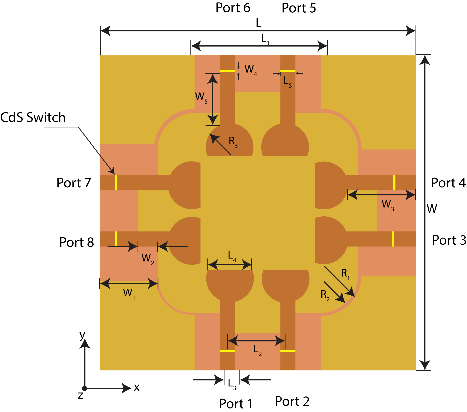 Port 6 Port 5
L
L₁
W₄
L₅
W₅
CdS Switch
R₃
Port 7
Port 4
W₃
W
Port 8
Port 3
W₂
L₄
R₁
W₁
R₂
y
L₂
z
x
L₃
Port 1
Port 2